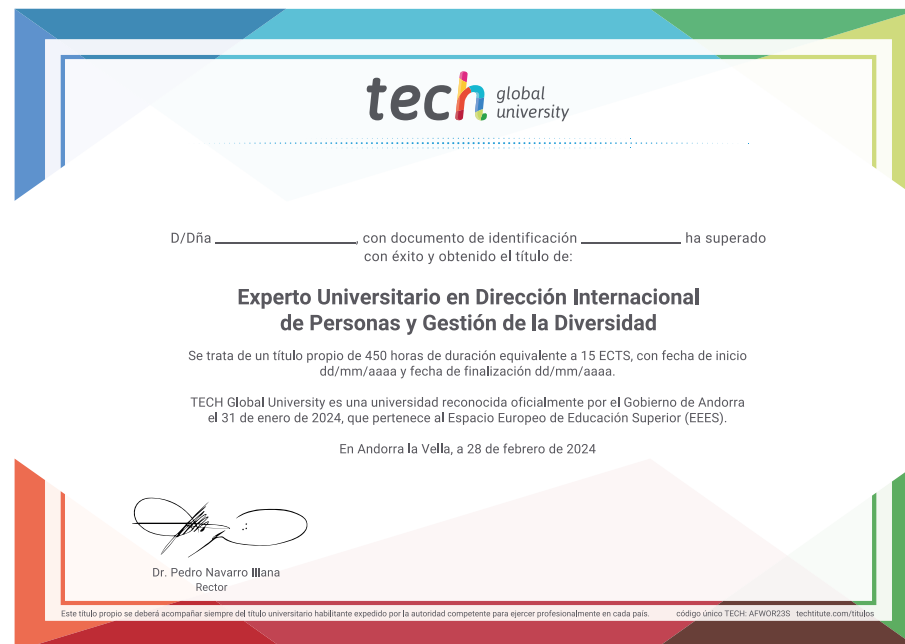 tech global university
D/Dña ____________________, con documento de identificación ______________ ha superado
con éxito y obtenido el título de:
Experto Universitario en Dirección Internacional
de Personas y Gestión de la Diversidad
Se trata de un título propio de 450 horas de duración equivalente a 15 ECTS, con fecha de inicio
dd/mm/aaaa y fecha de finalización dd/mm/aaaa.
TECH Global University es una universidad reconocida oficialmente por el Gobierno de Andorra
el 31 de enero de 2024, que pertenece al Espacio Europeo de Educación Superior (EEES).
En Andorra la Vella, a 28 de febrero de 2024
Dr. Pedro Navarro Illana
Rector
Este título propio se deberá acompañar siempre del título universitario habilitante expedido por la autoridad competente para ejercer profesionalmente en cada país. código único TECH: AFWOR23S techtitute.com/titulos